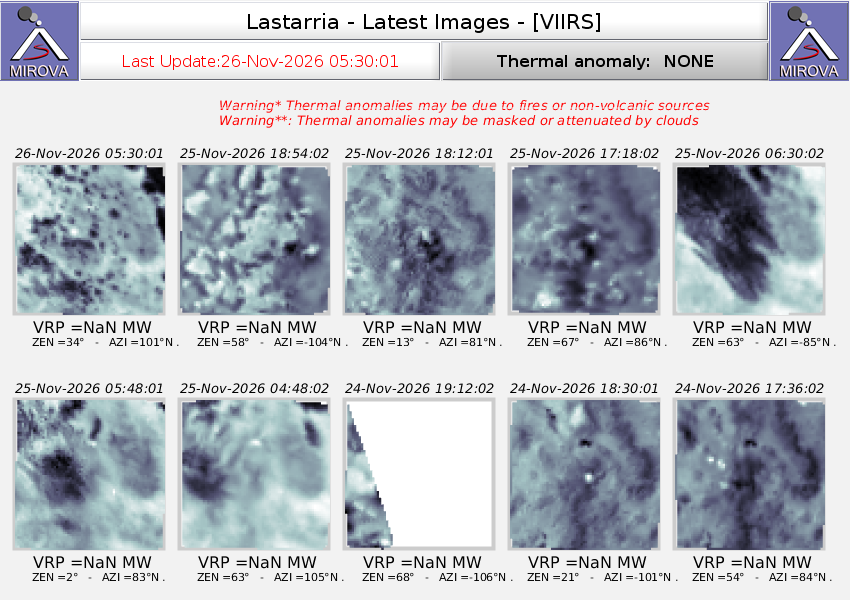 Lastarria - Latest Images - [VIIRS]
MIROVA
MIROVA
Last Update:26-Nov-2026 05:30:01
Thermal anomaly: NONE
Warning* Thermal anomalies may be due to fires or non-volcanic sources
Warning**: Thermal anomalies may be masked or attenuated by clouds
26-Nov-2026 05:30:01
25-Nov-2026 18:54:02
25-Nov-2026 18:12:01
25-Nov-2026 17:18:02
25-Nov-2026 06:30:02
VRP =NaN MW
VRP =NaN MW
VRP =NaN MW
VRP =NaN MW
VRP =NaN MW
ZEN =34° - AZI =101°N .
ZEN =58° - AZI =-104°N .
ZEN =13° - AZI =81°N .
ZEN =67° - AZI =86°N .
ZEN =63° - AZI =-85°N .
25-Nov-2026 05:48:01
25-Nov-2026 04:48:02
24-Nov-2026 19:12:02
24-Nov-2026 18:30:01
24-Nov-2026 17:36:02
VRP =NaN MW
VRP =NaN MW
VRP =NaN MW
VRP =NaN MW
VRP =NaN MW
ZEN =2° - AZI =83°N .
ZEN =63° - AZI =105°N .
ZEN =68° - AZI =-106°N .
ZEN =21° - AZI =-101°N .
ZEN =54° - AZI =84°N .